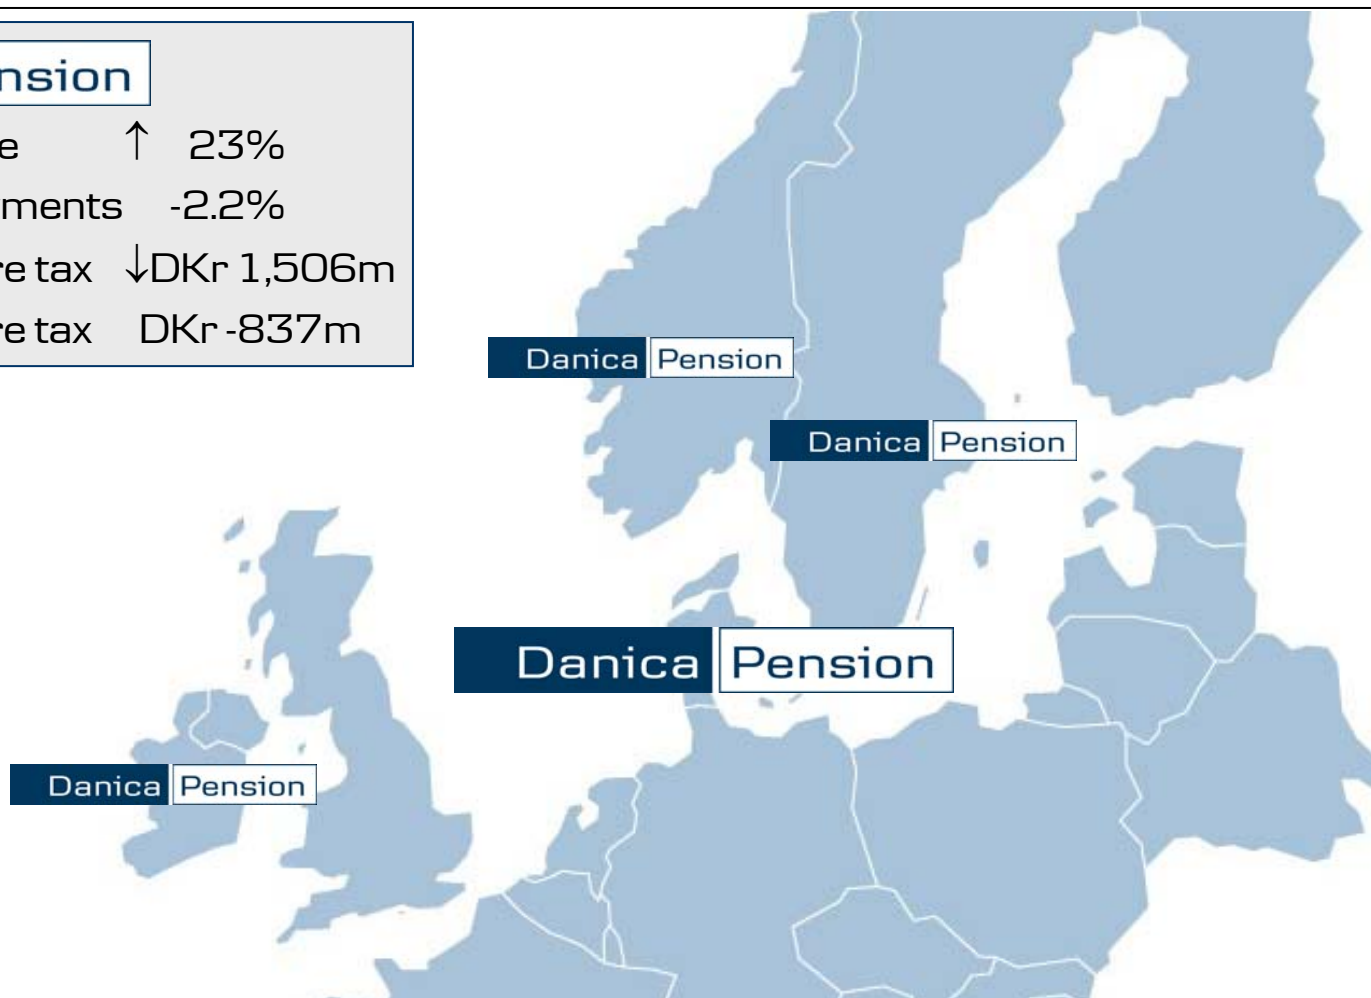 nsion
e ↑ 23%
ments -2.2%
re tax ↓DKr 1,506m
re tax DKr -837m
Danica Pension
Danica Pension
Danica Pension
Danica Pension